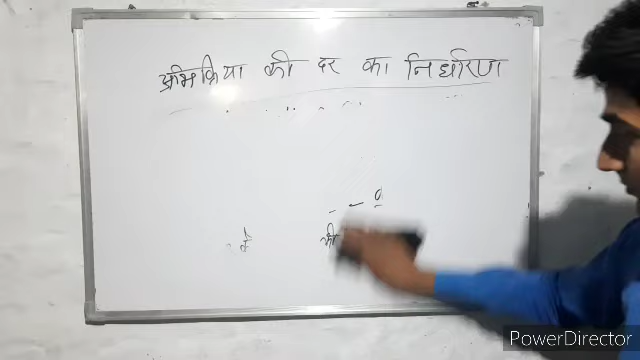 अभिक्रिया की दर का निर्धारण
के
की
PowerDirector